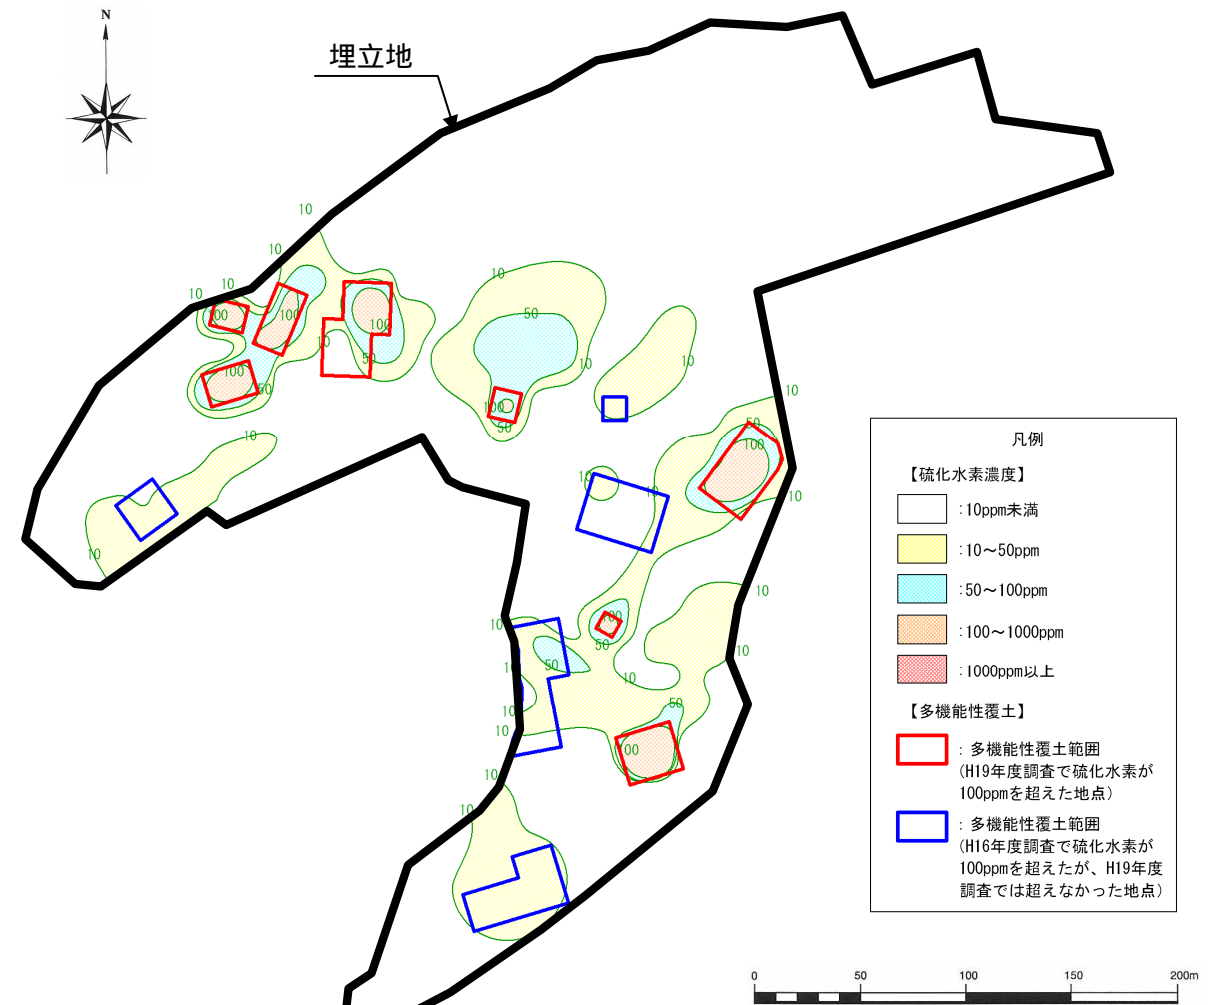 N
埋立地
10
10
10
10
10
50
100
100
100
10
100
50
50
10
100
50
10
10
10
50
100
10
10
10
10
10
10
100
50
10
50
10
10
10
10
10
50
100
10
10
凡例
【硫化水素濃度】
:10ppm未満
:10～50ppm
:50～100ppm
:100～1000ppm
:1000ppm以上
【多機能性覆土】
: 多機能性覆土範囲
(H19年度調査で硫化水素が
100ppmを超えた地点)
: 多機能性覆土範囲
(H16年度調査で硫化水素が
100ppmを超えたが、H19年度
調査では超えなかった地点)
0 50 100 150 200m